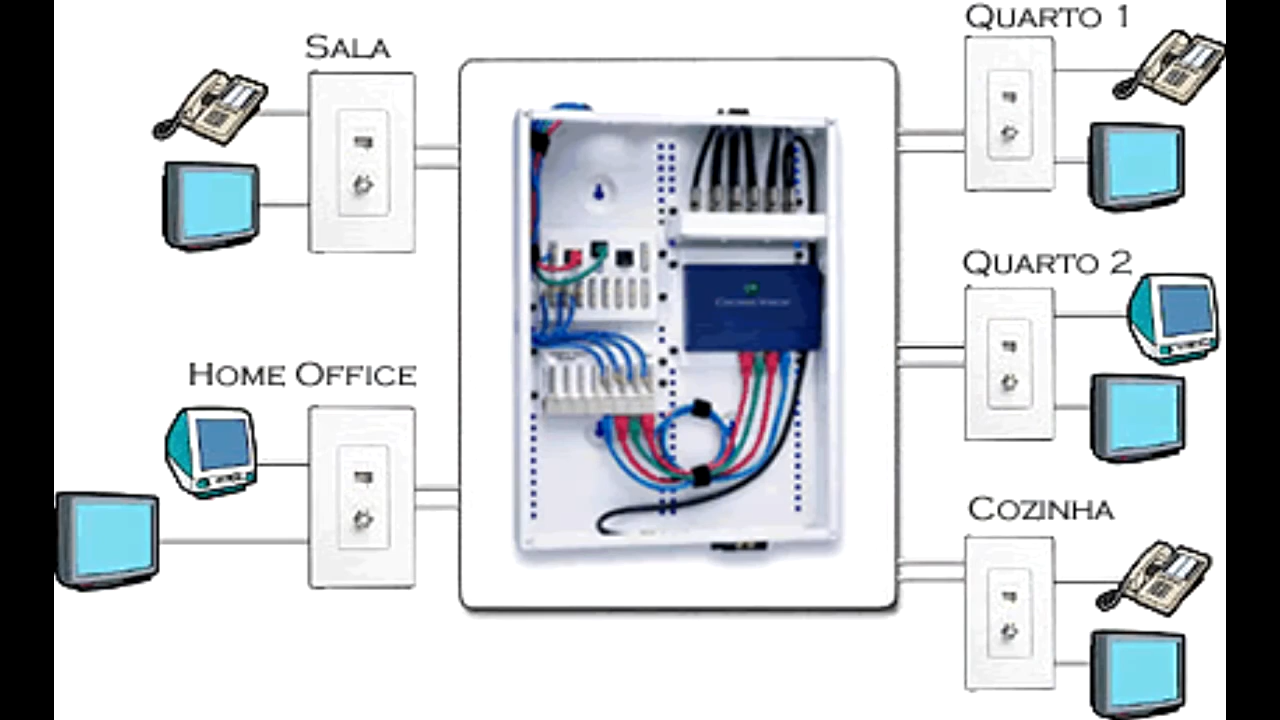 SALA
HOME OFFICE
QUARTO 1
QUARTO 2
COZINHA